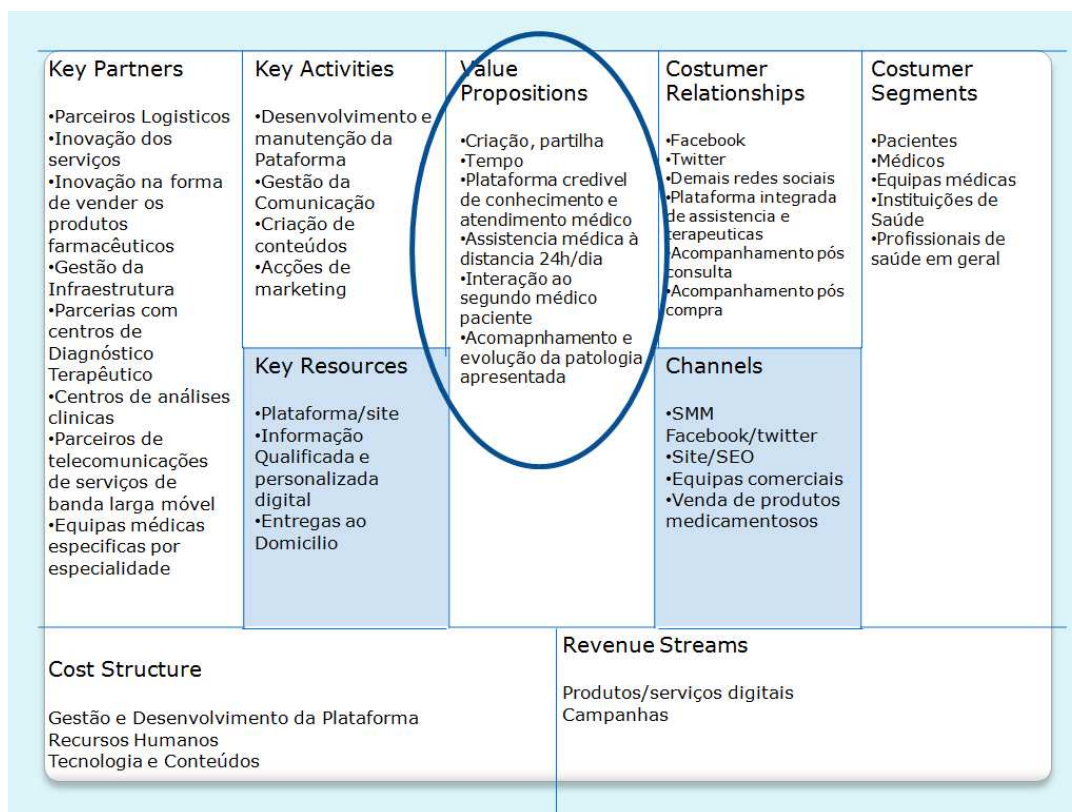 Key Partners
•Parceiros Logisticos
•Inovação dos
serviços
•Inovação na forma
de vender os
produtos
farmacêuticos
•Gestão da
Infraestrutura
•Parcerias com
centros de
Diagnóstico
Terapêutico
•Centros de análises
clinicas
•Parceiros de
telecomunicações
de serviços de
banda larga móvel
•Equipas médicas
especificas por
especialidade
Key Activities
•Desenvolvimento e
manutenção da
Pataforma
•Gestão da
Comunicação
•Criação de
conteúdos
•Acções de
marketing
Key Resources
•Plataforma/site
•Informação
Qualificada e
personalizada
digital
•Entregas ao
Domicilio
Value
Propositions
•Criação, partilha
•Tempo
•Plataforma credivel
de conhecimento e
atendimento médico
•Assistencia médica à
distancia 24h/dia
•Interação ao
segundo médico
paciente
•Acomapnhamento e
evolução da patologia
apresentada
Costumer
Relationships
•Facebook
•Twitter
•Demais redes sociais
•Plataforma integrada
de assistencia e
terapeuticas
•Acompanhamento pós
consulta
•Acompanhamento pós
compra
Channels
•SMM
Facebook/twitter
•Site/SEO
•Equipas comerciais
•Venda de produtos
medicamentosos
Costumer
Segments
•Pacientes
•Médicos
•Equipas médicas
•Instituições de
Saúde
•Profissionais de
saúde em geral
Cost Structure
Gestão e Desenvolvimento da Plataforma
Recursos Humanos
Tecnologia e Conteúdos
Revenue Streams
Produtos/serviços digitais
Campanhas